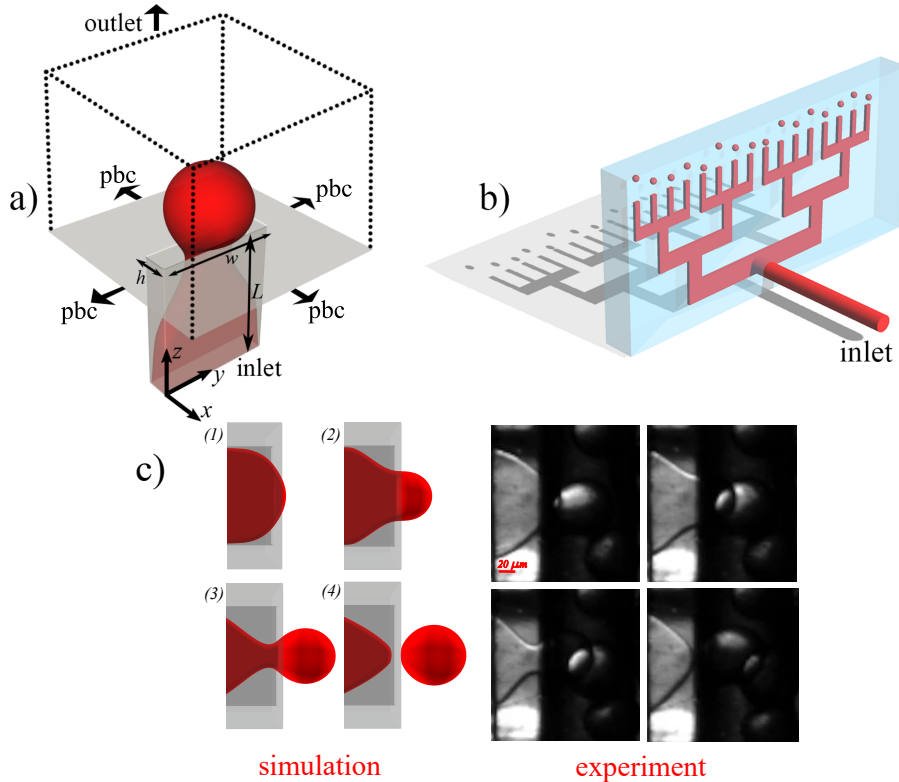 outlet
a)
pbc
pbc
h
w
L
pbc
pbc
z
inlet
y
x
b)
inlet
c)
(1)
(2)
(3)
(4)
20 μm
simulation
experiment